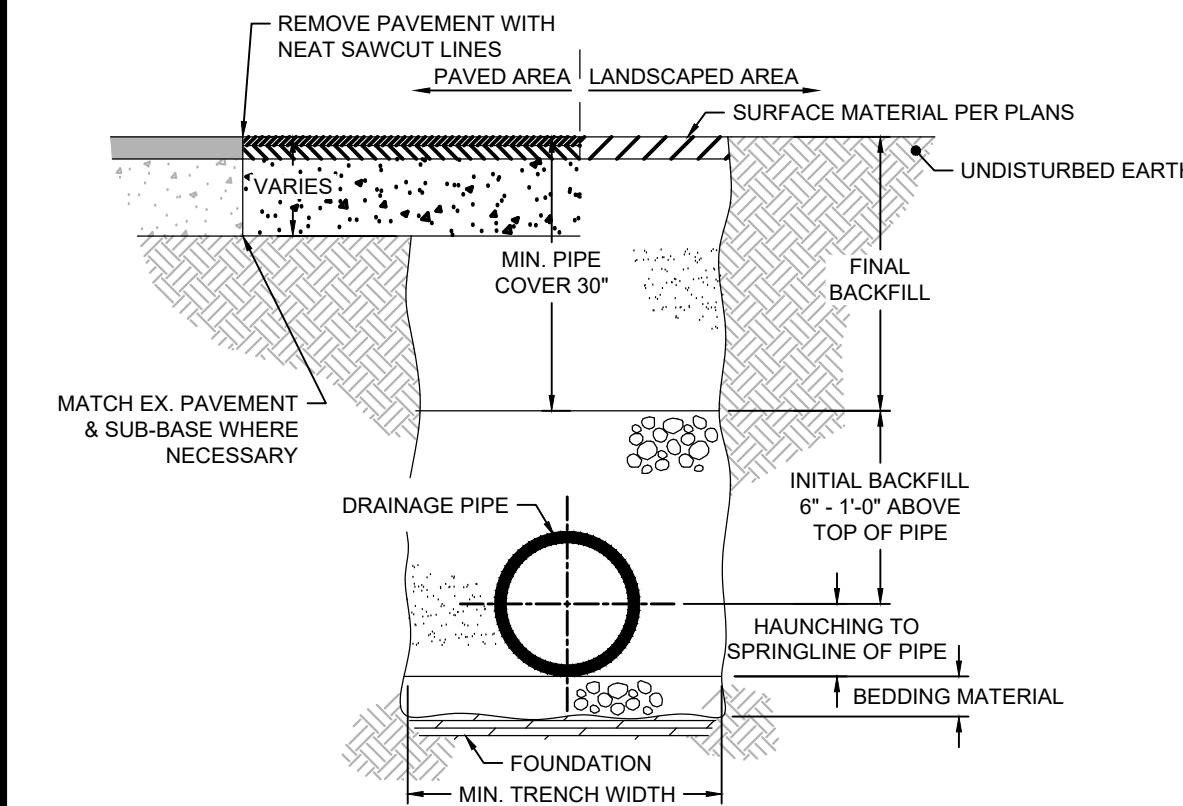 REMOVE PAVEMENT WITH
NEAT SAWCUT LINES
PAVED AREA
LANDSCAPED AREA
SURFACE MATERIAL PER PLANS
UNDISTURBED EARTH
VARIES
MIN. PIPE
COVER 30"
FINAL
BACKFILL
MATCH EX. PAVEMENT
& SUB-BASE WHERE
NECESSARY
INITIAL BACKFILL
6" - 1'-0" ABOVE
TOP OF PIPE
DRAINAGE PIPE
HAUNCHING TO
SPRINGLINE OF PIPE
BEDDING MATERIAL
FOUNDATION
MIN. TRENCH WIDTH